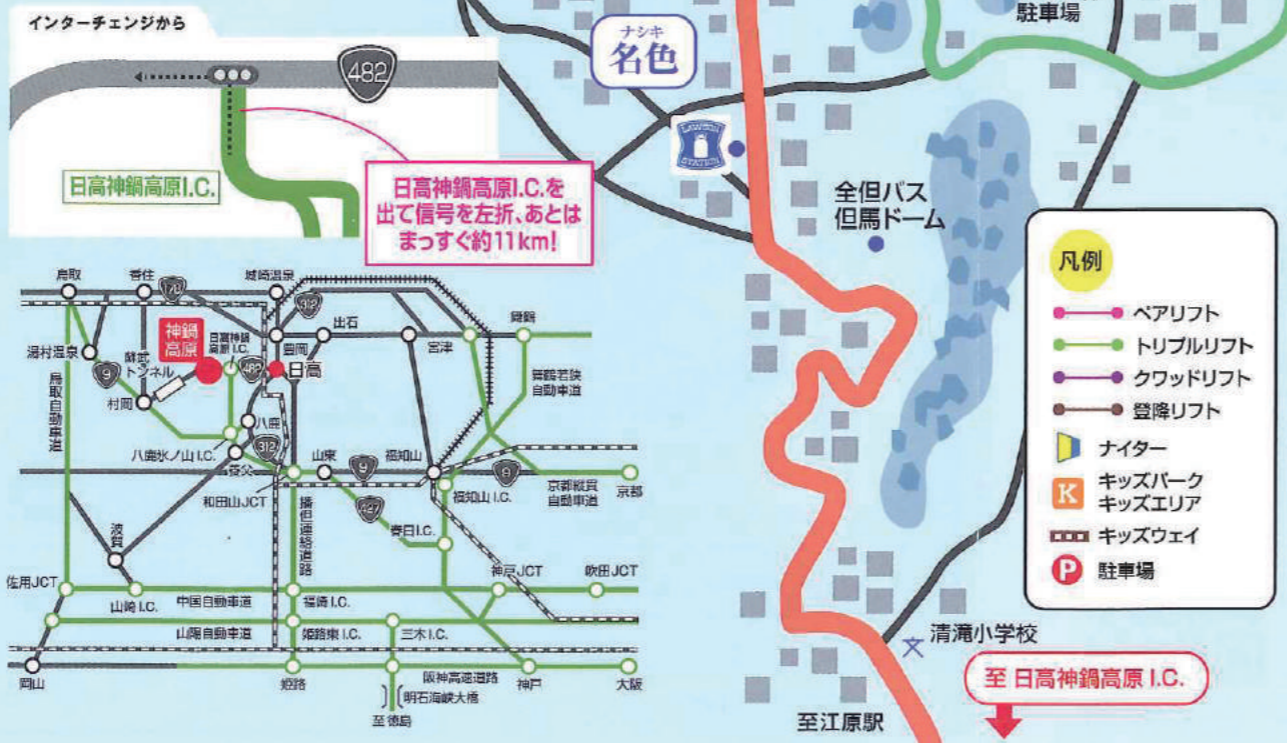 インターチェンジから
482
日高神鍋高原I.C.
日高神鍋高原I.C.を
出て信号を左折、あとは
まっすぐ約11km!
ナシキ
名色
LAWSON
STATION
駐車場
全但バス
但馬ドーム
凡例
ペアリフト
トリプルリフト
クワッドリフト
登降リフト
ナイター
K
キッズパーク
キッズエリア
キッズウェイ
P
駐車場
清滝小学校
至 日高神鍋高原 I.C.
至江原駅
鳥取
香住
178
城崎温泉
312
出石
宮津
舞鶴
豊岡
神鍋
高原
日高神鍋
高原 I.C.
482
日高
湯村温泉
9
蘇武
トンネル
村岡
鳥取自動車道
舞鶴若狭
自動車道
八鹿
八鹿氷ノ山 I.C.
312
養父
山東
9
福知山
9
和田山JCT
福知山 I.C.
京都縦貫
自動車道
京都
427
春日 I.C.
播但連絡道路
波賀
佐用JCT
山崎 I.C.
中国自動車道
福崎 I.C.
神戸JCT
吹田JCT
山陽自動車道
姫路東 I.C.
三木 I.C.
岡山
姫路
阪神高速道路
神戸
大阪
明石海峡大橋
至徳島